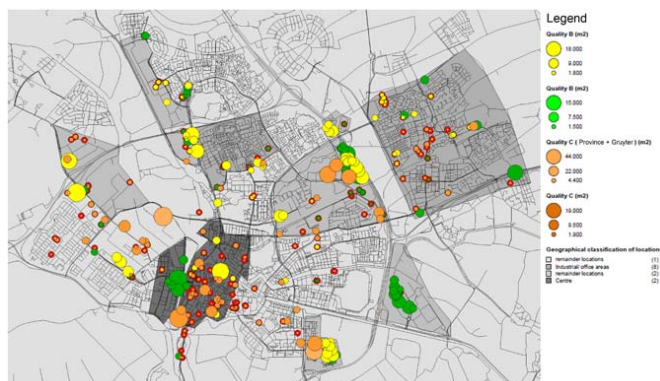 Legend
Quality B (m2)
18.000
9.000
1.800
Quality B (m2)
15.000
7.500
1.500
Quality C ( Province + Gruyter ) (m2)
44.000
22.000
4.400
Quality C (m2)
19.000
9.500
1.900
Geographical classification of location
remainder locations (1)
Industrial office areas (8)
remainder locations (2)
Centre (2)